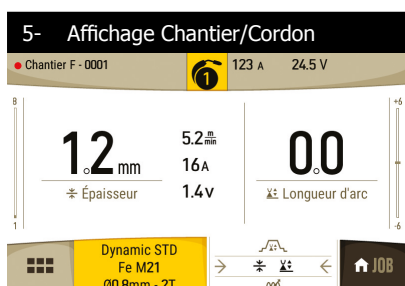 5- Affichage Chantier/Cordon
Chantier F - 0001
1
123 A 24.5 V
8
+6
1.2 mm
5.2 m/min
16A
1.4V
0.0
Épaisseur
Longueur d'arc
1
-6
Dynamic STD
Fe M21
Ø0.8mm - 2T
JOB